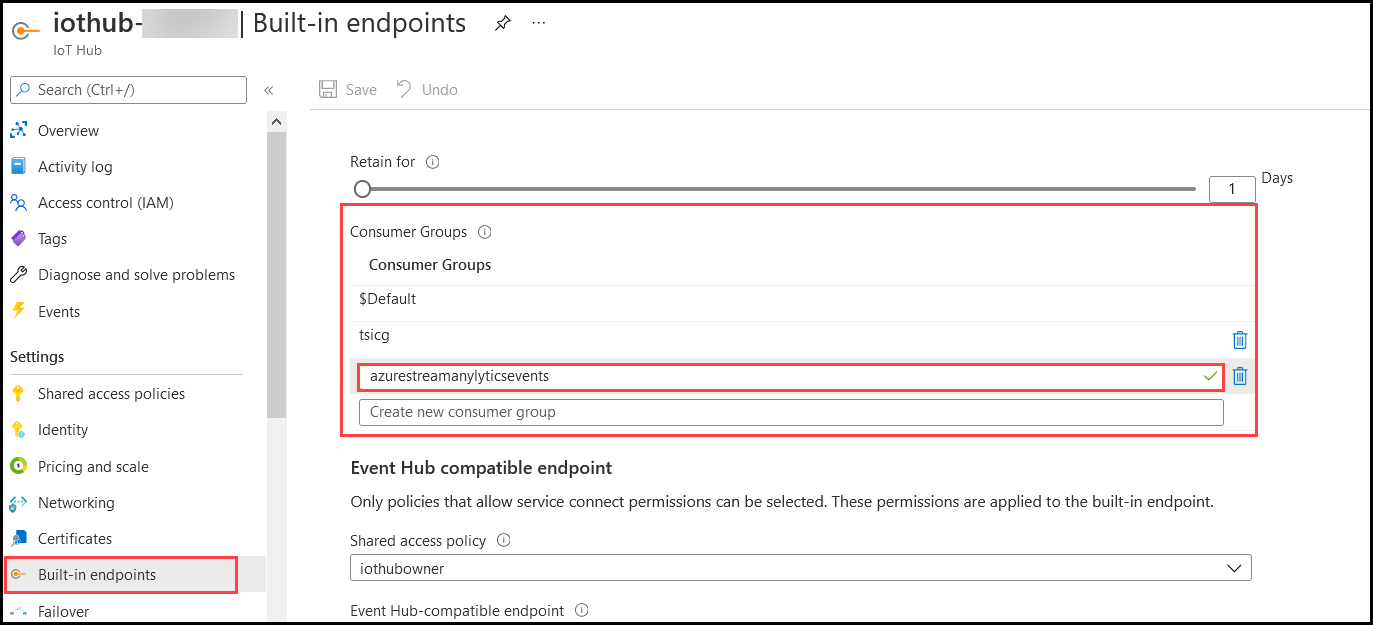 iothub- | Built-in endpoints ...
IoT Hub
Search (Ctrl+/) «
Save Undo
Overview
Activity log
Access control (IAM)
Tags
Diagnose and solve problems
Events
Settings
Shared access policies
Identity
Pricing and scale
Networking
Certificates
Built-in endpoints
Failover
Retain for
1 Days
Consumer Groups
Consumer Groups
$Default
tsicg
azurestreamanylyticsevents
Create new consumer group
Event Hub compatible endpoint
Only policies that allow service connect permissions can be selected. These permissions are applied to the built-in endpoint.
Shared access policy
iothubowner
Event Hub-compatible endpoint